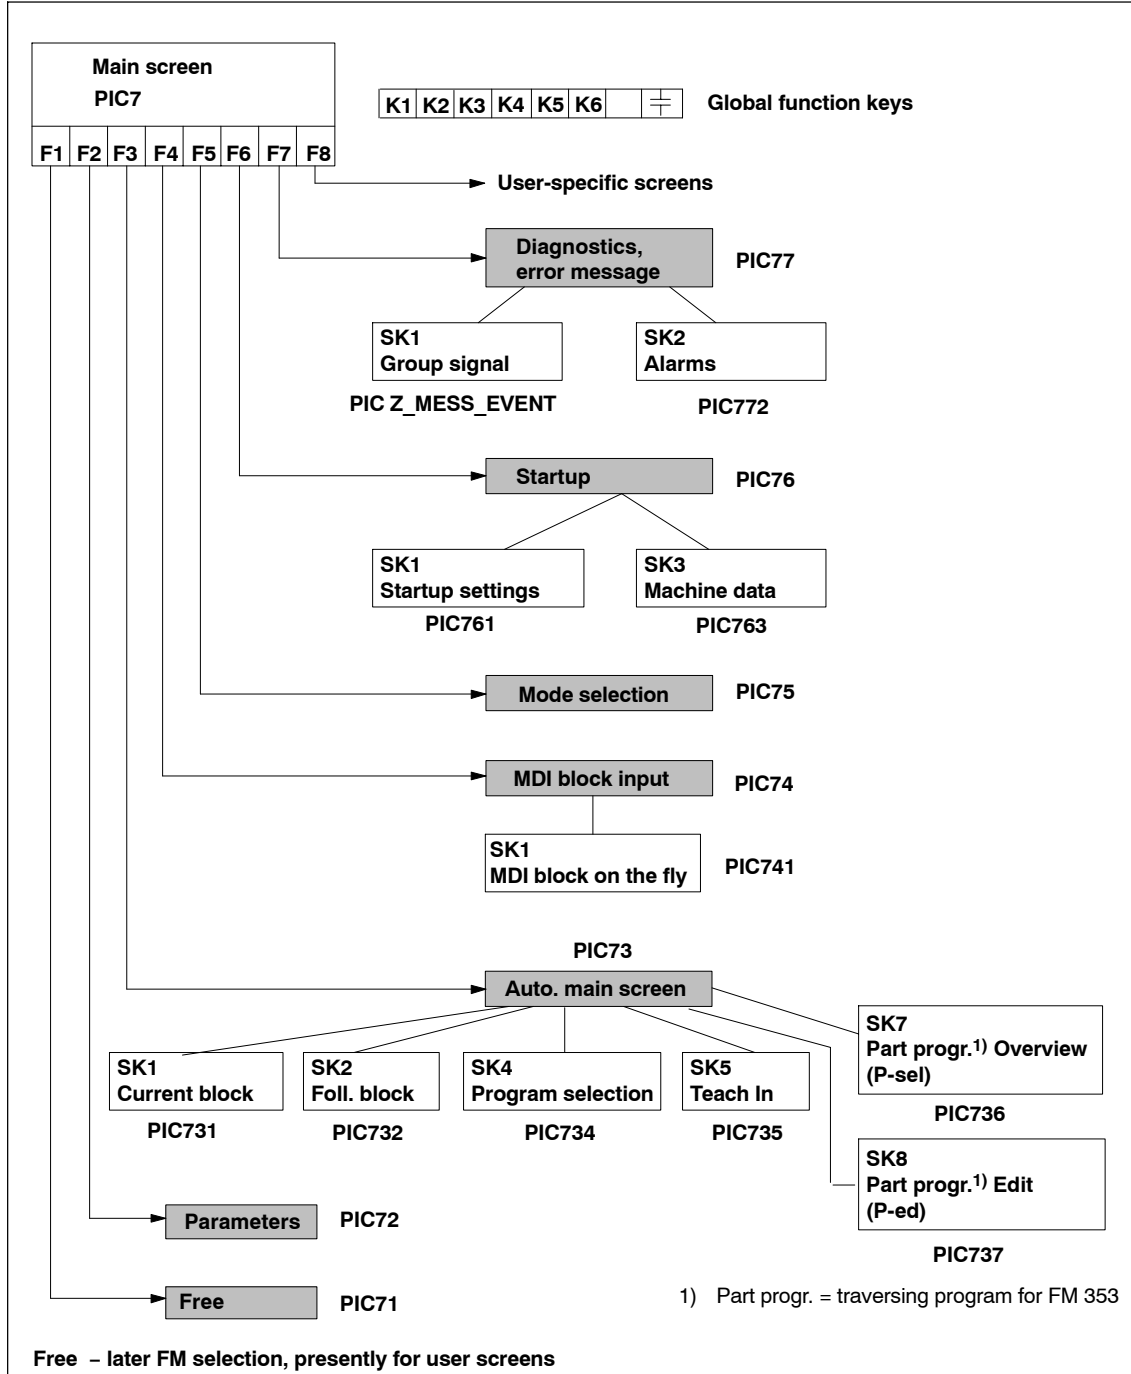 Main screen
PIC7
K1 K2 K3 K4 K5 K6
Global function keys
F1 F2 F3 F4 F5 F6 F7 F8
User-specific screens
Diagnostics,
error message
PIC77
SK1
Group signal
SK2
Alarms
PIC Z_MESS_EVENT
PIC772
Startup
PIC76
SK1
Startup settings
SK3
Machine data
PIC761
PIC763
Mode selection
PIC75
MDI block input
PIC74
SK1
MDI block on the fly
PIC741
PIC73
Auto. main screen
SK7
Part progr.1) Overview
(P-sel)
PIC736
SK1
Current block
SK2
Foll. block
SK4
Program selection
SK5
Teach In
PIC731
PIC732
PIC734
PIC735
SK8
Part progr.1) Edit
(P-ed)
PIC737
Parameters
PIC72
Free
PIC71
1) Part progr. = traversing program for FM 353
Free – later FM selection, presently for user screens